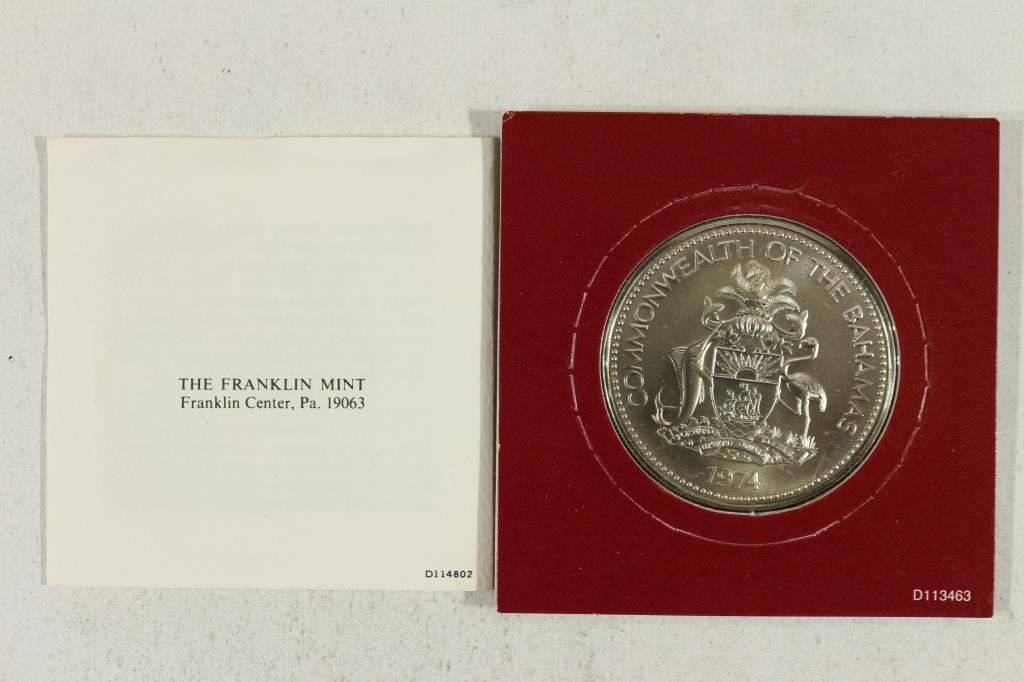 THE FRANKLIN MINT
Franklin Center, Pa. 19063
D114802
COMMONWEALTH OF THE BAHAMAS
1974
D113463